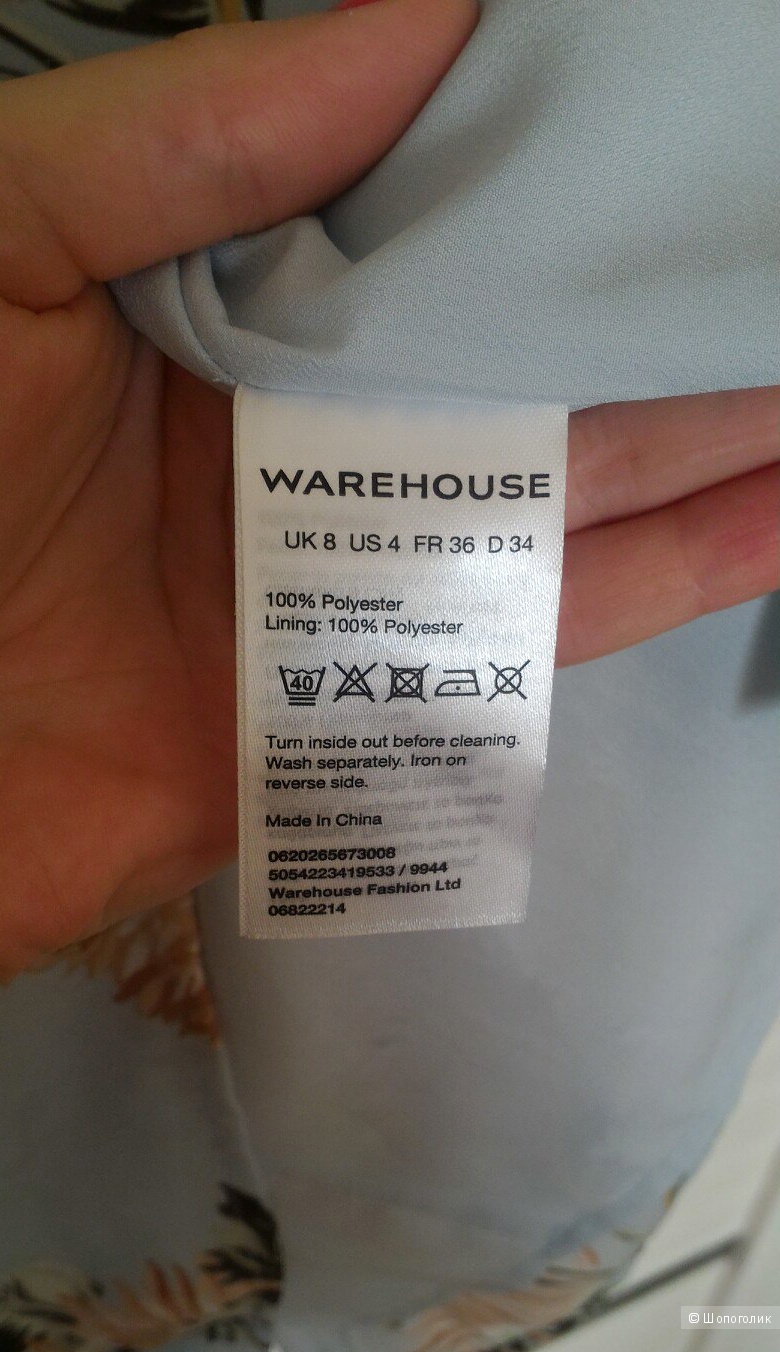 WAREHOUSE
UK 8 US 4 FR 36 D 34
100% Polyester
Lining: 100% Polyester
40
Turn inside out before cleaning.
Wash separately. Iron on
reverse side.
Made In China
0620265673008
5054223419533 / 9944
Warehouse Fashion Ltd
06822214
© Шопоголик